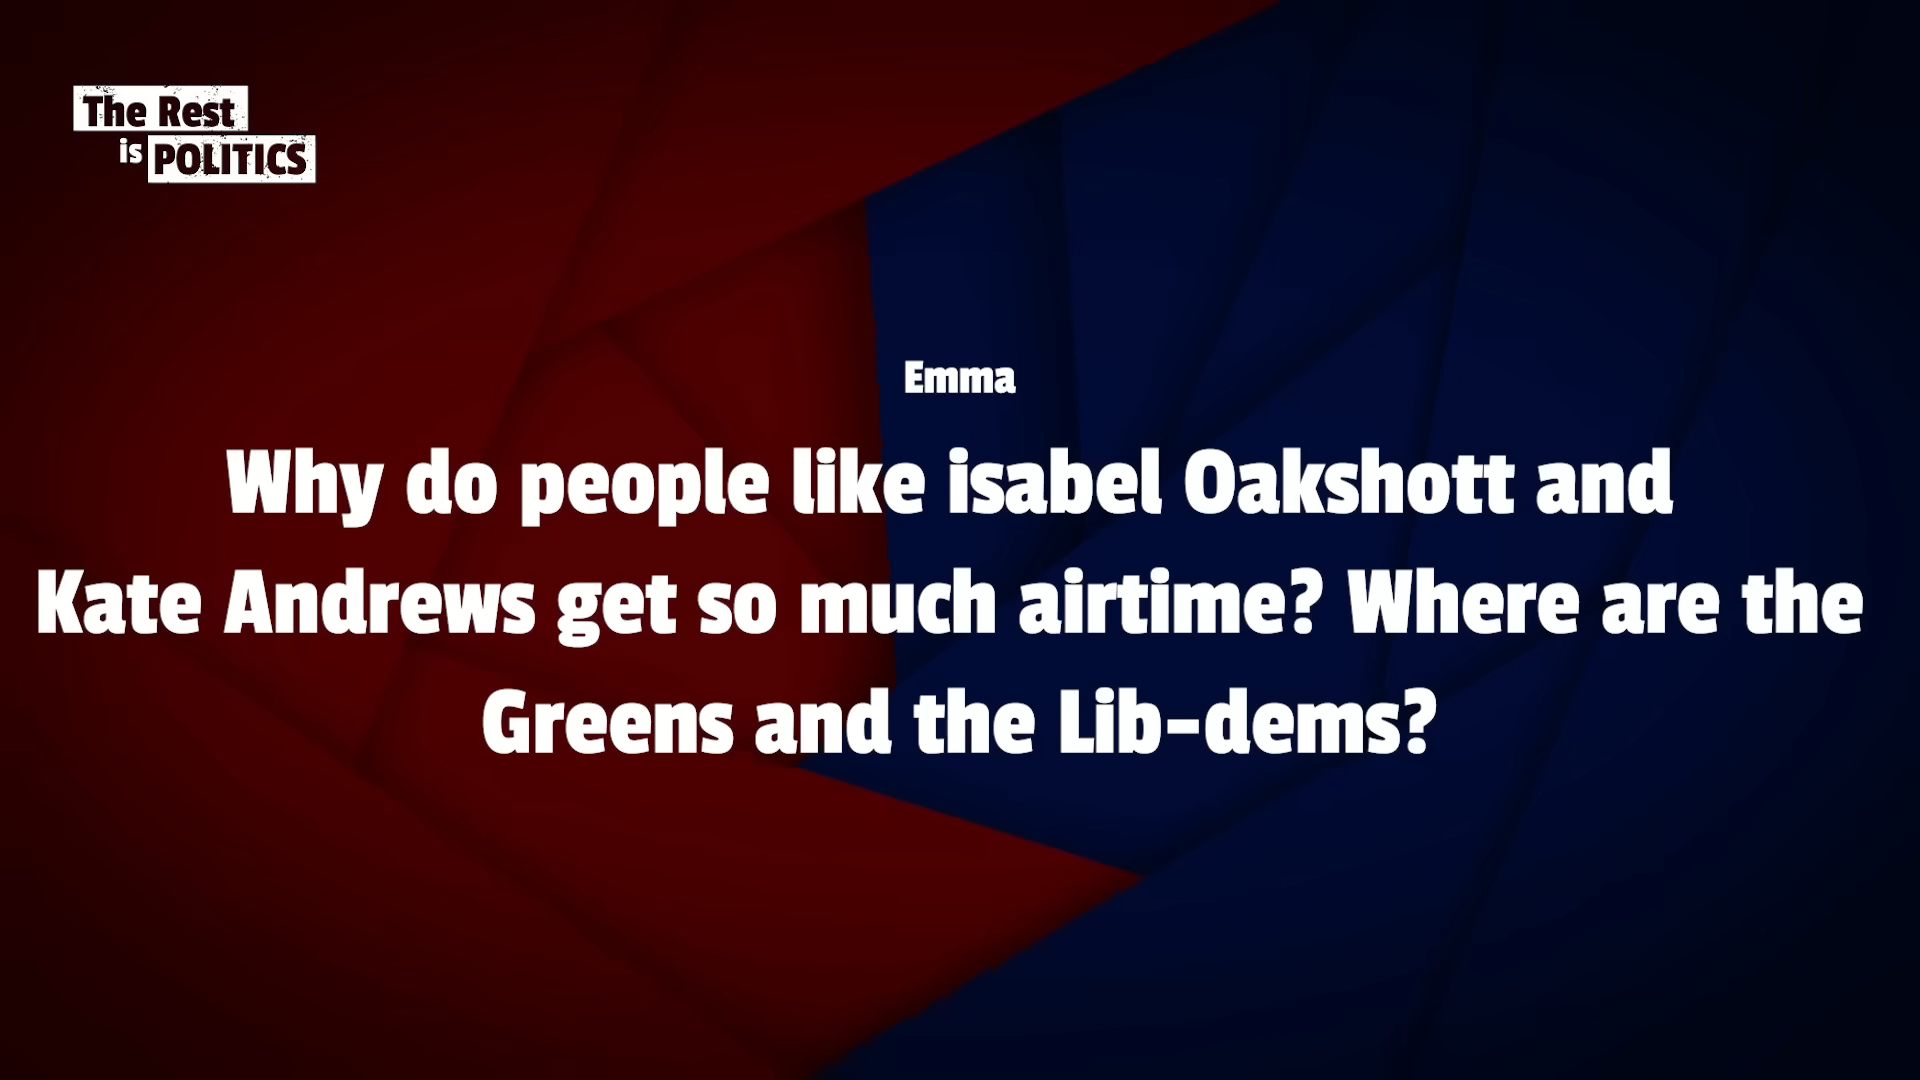 The Rest
is POLITICS
Emma
Why do people like isabel Oakshott and
Kate Andrews get so much airtime? Where are the
Greens and the Lib-dems?